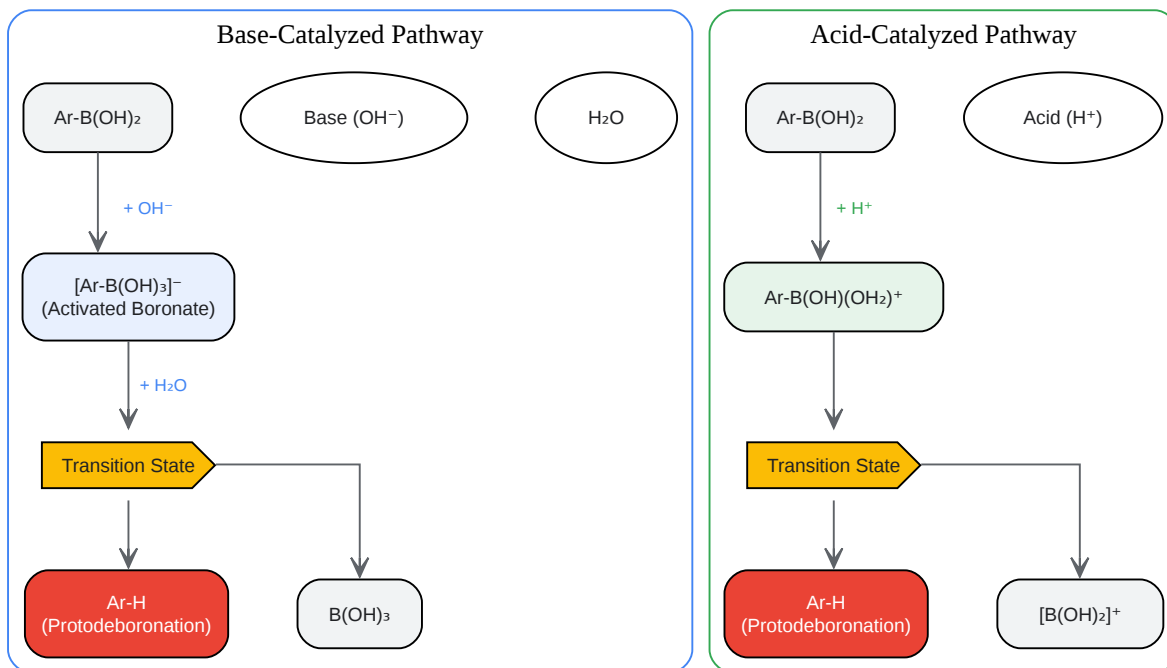 Base-Catalyzed Pathway
Ar-B(OH)₂
Base (OH⁻)
H₂O
+ OH⁻
[Ar-B(OH)₃]⁻
(Activated Boronate)
+ H₂O
Transition State
Ar-H
(Protodeboronation)
B(OH)₃
Acid-Catalyzed Pathway
Ar-B(OH)₂
Acid (H⁺)
+ H⁺
Ar-B(OH)(OH₂)⁺
Transition State
Ar-H
(Protodeboronation)
[B(OH)₂]⁺